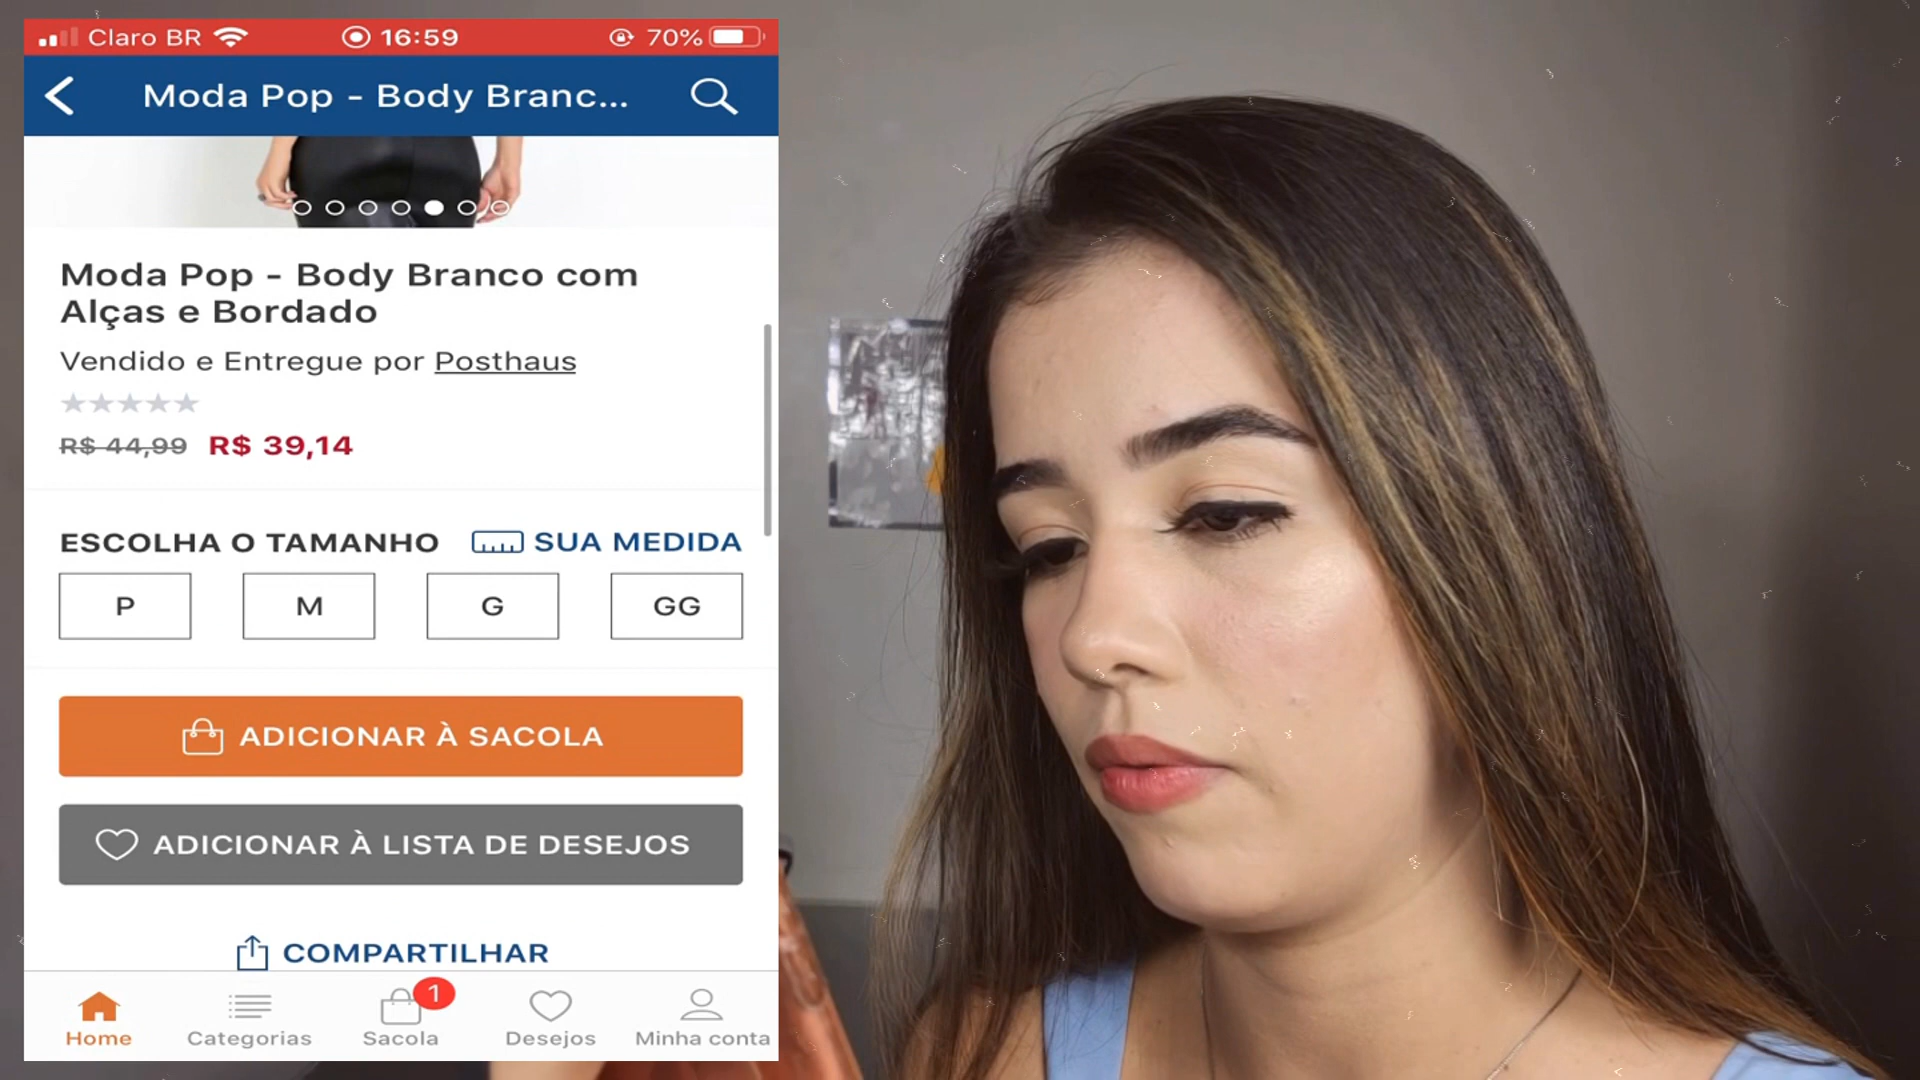 Claro BR 16:59 70%
Moda Pop - Body Branc...
Moda Pop - Body Branco com
Alças e Bordado
Vendido e Entregue por Posthaus
R$ 44,99 R$ 39,14
ESCOLHA O TAMANHO SUA MEDIDA
P M G GG
ADICIONAR À SACOLA
ADICIONAR À LISTA DE DESEJOS
COMPARTILHAR
1
Home Categorias Sacola Desejos Minha conta